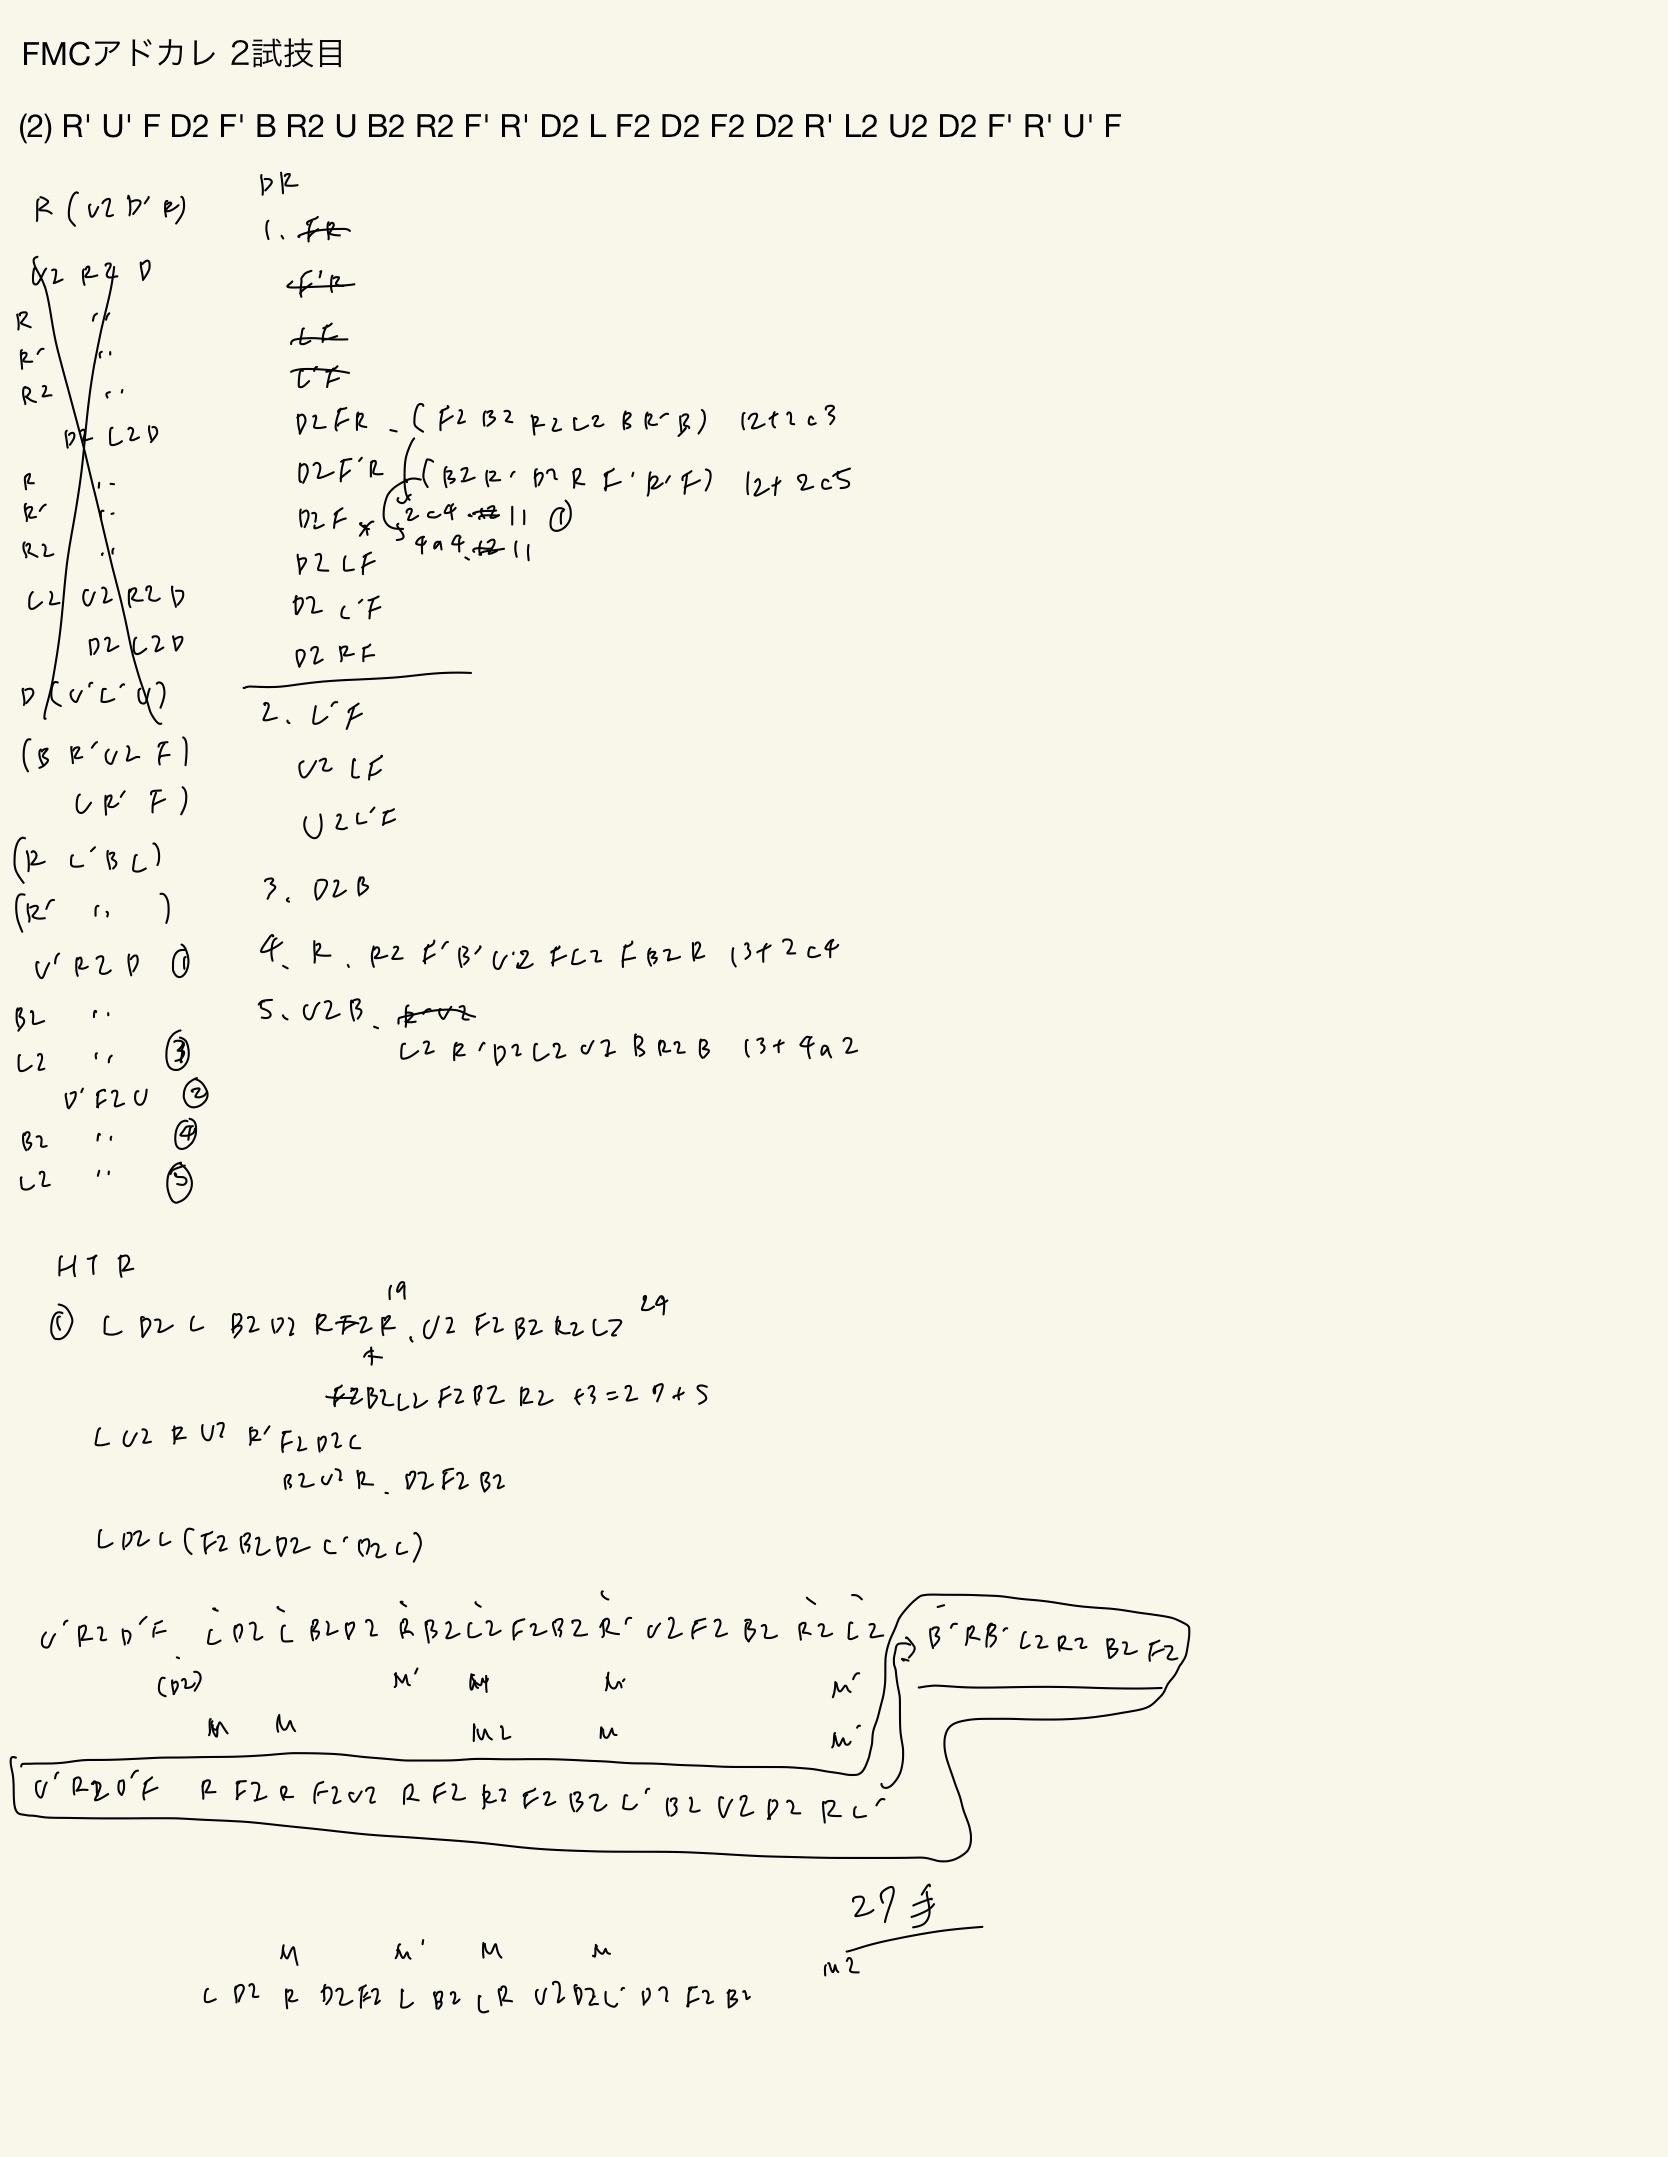 FMCアドカレ 2試技目
(2) R' U' F D2 F' B R2 U B2 R2 F' R' D2 L F2 D2 F2 D2 R' L2 U2 D2 F' R' U' F
R (U2 D' R)
U2 R2 D
R 〃
R' 〃
R2 〃
D2 L2 D
R 〃
R' 〃
R2 〃
L2 U2 R2 D
D2 L2 D
D (U' L' U)
(B R' U2 F)
U R' F)
(R L' B L)
(R' 〃 )
U' R2 D ①
B2 〃
L2 〃 ③
D' F2 U ②
B2 〃 ④
L2 〃 ⑤
DR
1. FR
F'R
LF
L'F
D2 F R . (F2 B2 R2 L2 B R' B) 12+2c3
D2 F' R (B2 R' D2 R F' R' F) 12+2c5
D2 F * 2c4 12 11 ①
4a4. 12 11
D2 L F
D2 L' F
D2 R F
2. L' F
U2 L F
U2 L' F
3. D2 B
4. R . R2 F' B' U2 F L2 F B2 R 13+2c4
5. U2 B . R' U2
L2 R' D2 L2 U2 B R2 B 13+4a2
HTR
19
① L D2 L B2 D2 R F2 R . U2 F2 B2 R2 L2 24
*
F2 B2 L2 F2 B2 R2 +3=27+5
L U2 R U2 R' F2 D2 L
B2 U2 R . D2 F2 B2
L D2 L (F2 B2 D2 L' D2 L)
U' R2 D' F L D2 L B2 D2 R B2 L2 F2 B2 R' U2 F2 B2 R2 L2 B' R B' L2 R2 B2 F2
(D2) M' M M'
M M M2 M M'
U' R2 D' F R F2 R F2 U2 R F2 R2 F2 B2 L' B2 U2 D2 R L'
27手
M M' M M M2
L D2 R D2 F2 L B2 L R U2 D2 L' D2 F2 B2